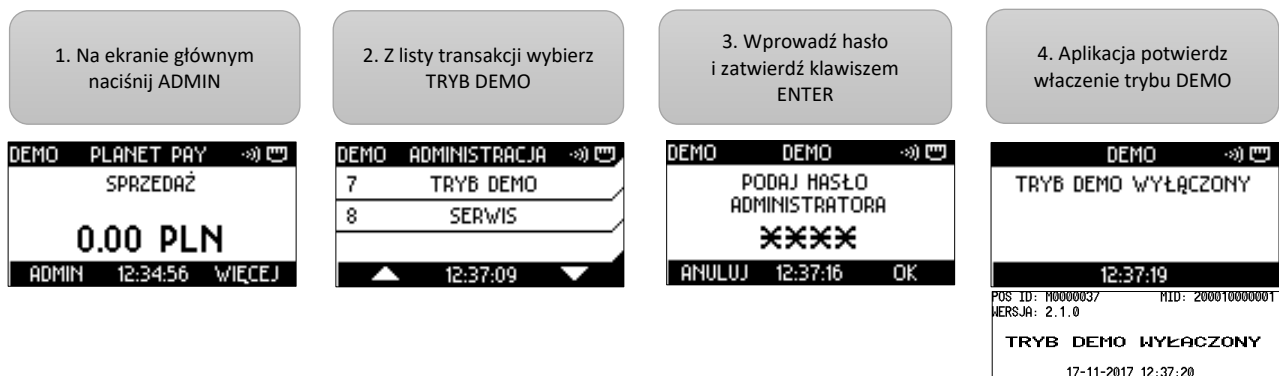 1. Na ekranie głównym
naciśnij ADMIN
2. Z listy transakcji wybierz
TRYB DEMO
3. Wprowadź hasło
i zatwierdź klawiszem
ENTER
4. Aplikacja potwierdz
właczenie trybu DEMO
DEMO PLANET PAY
SPRZEDAŻ
0.00 PLN
ADMIN 12:34:56 WIĘCEJ
DEMO ADMINISTRACJA
7 TRYB DEMO
8 SERWIS
12:37:09
DEMO DEMO
PODAJ HASŁO
ADMINISTRATORA
****
ANULUJ 12:37:16 OK
DEMO
TRYB DEMO WYŁĄCZONY
12:37:19
POS ID: M0000037 MID: 200010000001
WERSJA: 2.1.0
TRYB DEMO WYŁĄCZONY
17-11-2017 12:37:20